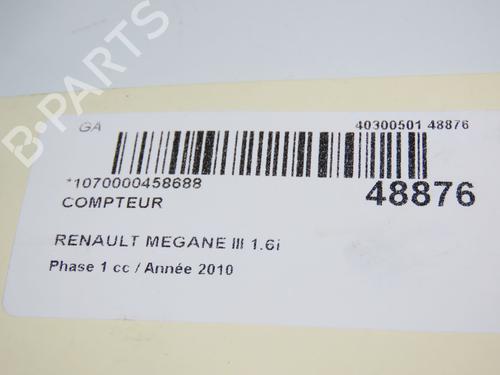 B-PARTS
GA
40300501 48876
*1070000458688
48876
COMPTEUR
RENAULT MEGANE III 1.6i
Phase 1 cc / Année 2010